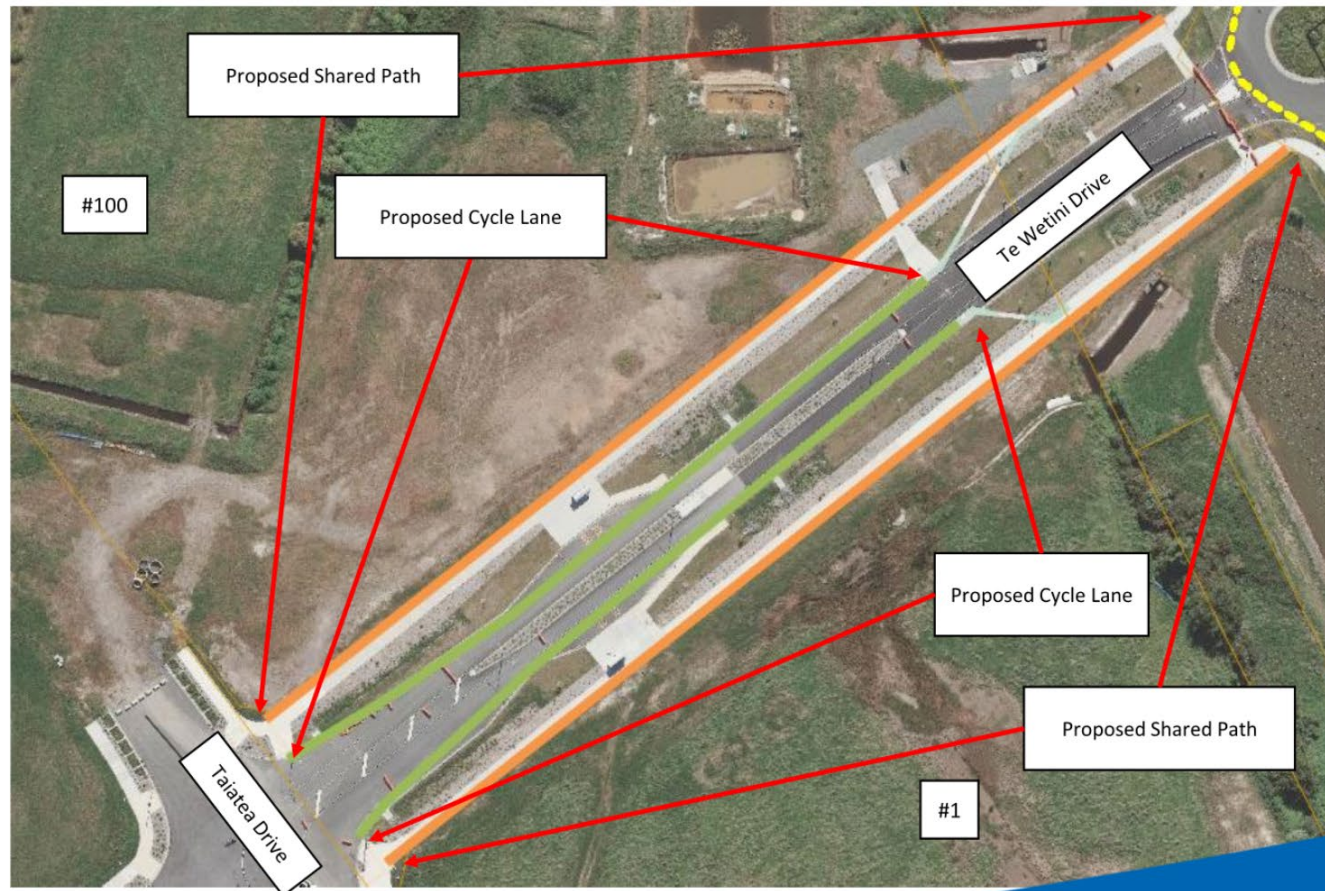 Proposed Shared Path
#100
Proposed Cycle Lane
Te Wetini Drive
Proposed Cycle Lane
Proposed Shared Path
#1
Taiatea Drive